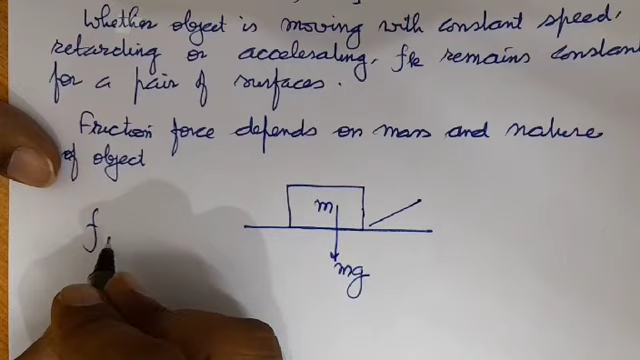 Whether object is moving with constant speed,
retarding or accelerating, fk remains constan
for a pair of surfaces.
Friction force depends on mass and nature
of object
m
f
mg